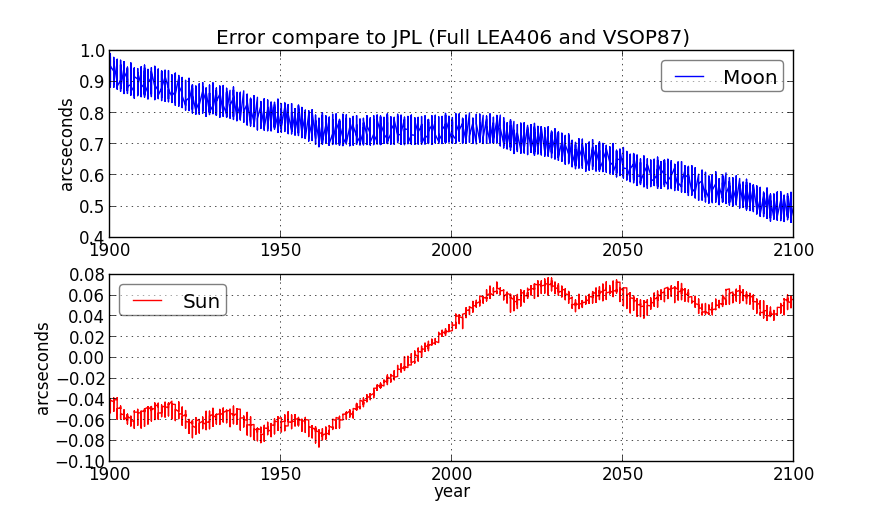 Error compare to JPL (Full LEA406 and VSOP87)
1.0
0.9
0.8
0.7
0.6
0.5
0.4
arcseconds
Moon
1900 1950 2000 2050 2100
0.08
0.06
0.04
0.02
0.00
−0.02
−0.04
−0.06
−0.08
−0.10
arcseconds
Sun
1900 1950 2000 2050 2100
year